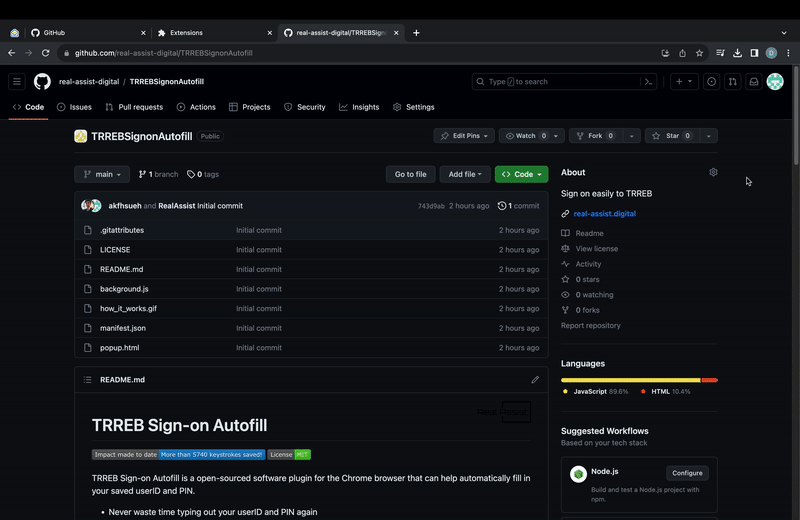 GitHub
Extensions
real-assist-digital/TRREBSign
github.com/real-assist-digital/TRREBSignonAutofill
D
real-assist-digital / TRREBSignonAutofill
Type / to search
Code
Issues
Pull requests
Actions
Projects
Security
Insights
Settings
TRREBSignonAutofill
Public
Edit Pins
Watch 0
Fork 0
Star 0
main
1 branch
0 tags
Go to file
Add file
Code
akfhsueh and RealAssist Initial commit
743d9ab 2 hours ago
1 commit
.gitattributes Initial commit 2 hours ago
LICENSE Initial commit 2 hours ago
README.md Initial commit 2 hours ago
background.js Initial commit 2 hours ago
how_it_works.gif Initial commit 2 hours ago
manifest.json Initial commit 2 hours ago
popup.html Initial commit 2 hours ago
README.md
Real Assist
TRREB Sign-on Autofill
Impact made to date More than 5740 keystrokes saved! License MIT
TRREB Sign-on Autofill is a open-sourced software plugin for the Chrome browser that can help automatically fill in
your saved userID and PIN.
• Never waste time typing out your userID and PIN again
About
Sign on easily to TRREB
real-assist.digital
Readme
View license
Activity
0 stars
0 watching
0 forks
Report repository
Languages
JavaScript 89.6%
HTML 10.4%
Suggested Workflows
Based on your tech stack
Node.js
Configure
Build and test a Node.js project with
npm.